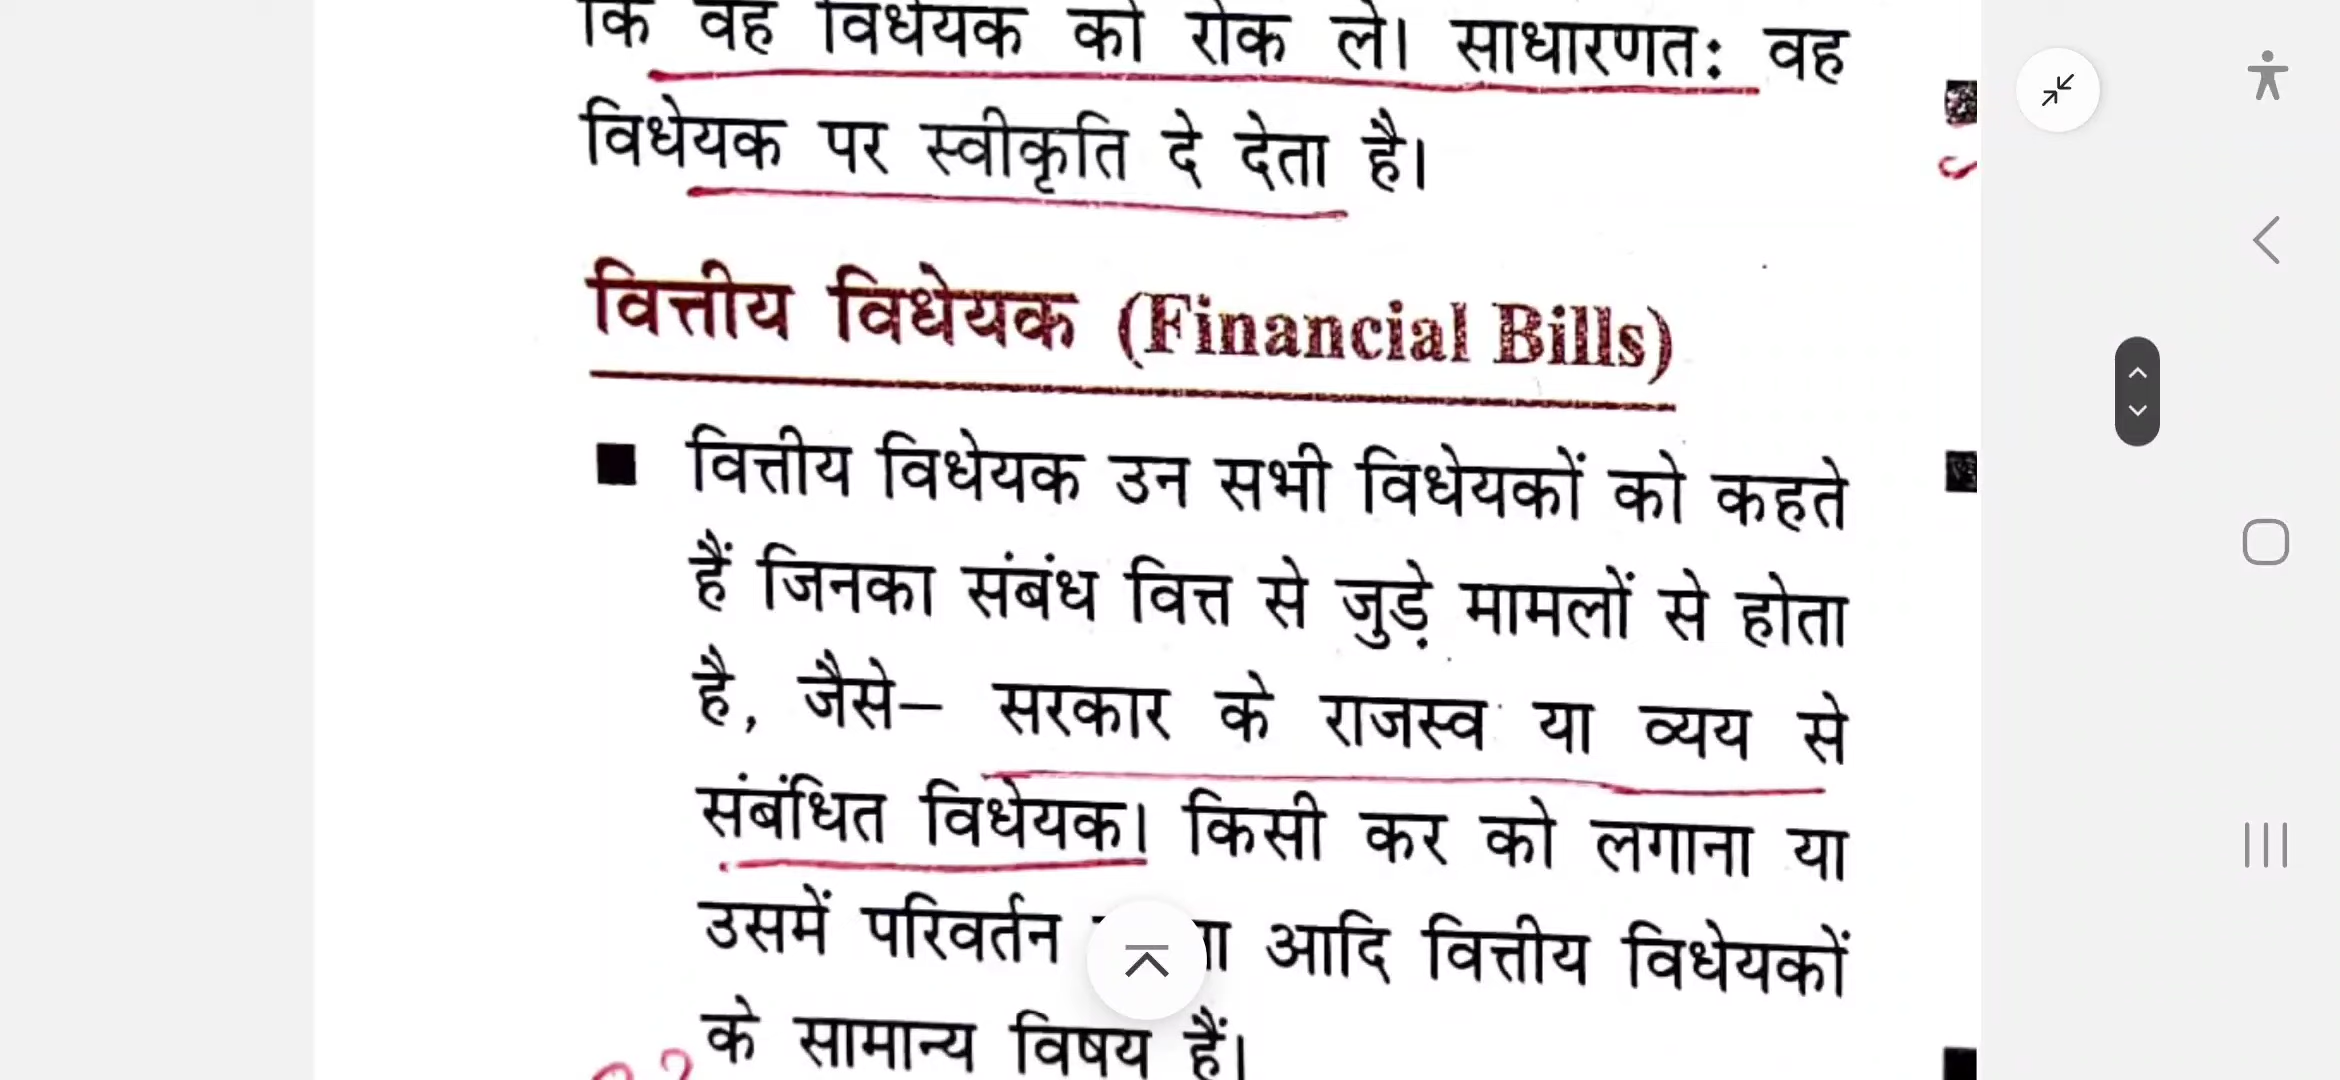 कि वह विधेयक को रोक ले। साधारणतः वह
विधेयक पर स्वीकृति दे देता है।
वित्तीय विधेयक (Financial Bills)
■ वित्तीय विधेयक उन सभी विधेयकों को कहते
हैं जिनका संबंध वित्त से जुड़े मामलों से होता
है, जैसे– सरकार के राजस्व या व्यय से
संबंधित विधेयक। किसी कर को लगाना या
उसमें परिवर्तन आदि वित्तीय विधेयकों
के सामान्य विषय हैं।